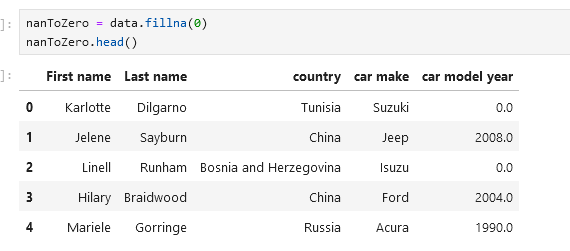 ]: nanToZero = data.fillna(0)
nanToZero.head()
]: First name Last name country car make car model year
0 Karlotte Dilgarno Tunisia Suzuki 0.0
1 Jelene Sayburn China Jeep 2008.0
2 Linell Runham Bosnia and Herzegovina Isuzu 0.0
3 Hilary Braidwood China Ford 2004.0
4 Mariele Gorringe Russia Acura 1990.0